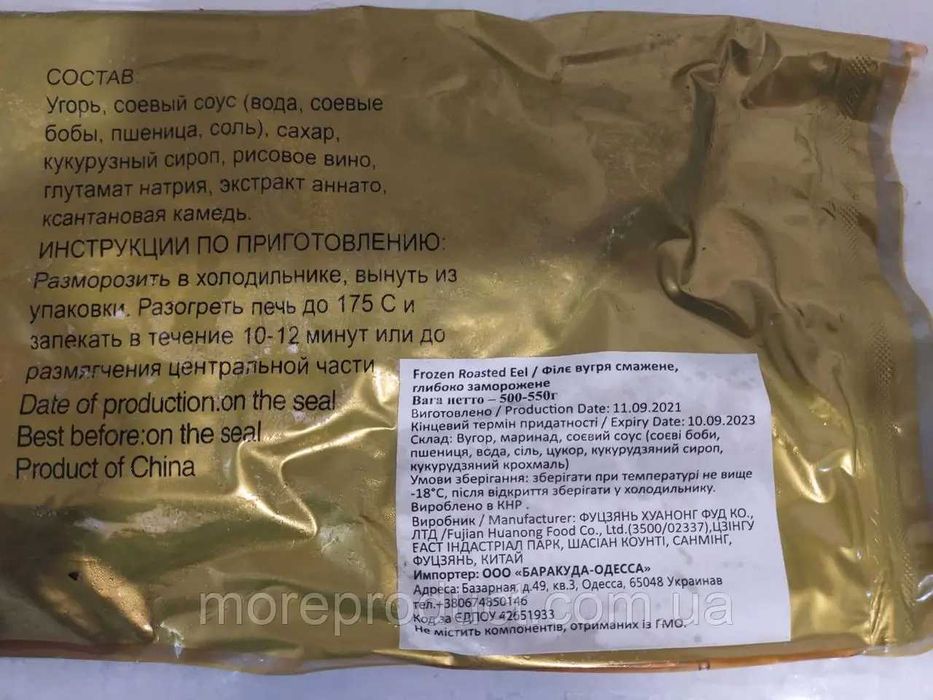 СОСТАВ
Угорь, соевый соус (вода, соевые
бобы, пшеница, соль), сахар,
кукурузный сироп, рисовое вино,
глутамат натрия, экстракт аннато,
ксантановая камедь.
ИНСТРУКЦИИ ПО ПРИГОТОВЛЕНИЮ:
Разморозить в холодильнике, вынуть из
упаковки. Разогреть печь до 175 С и
запекать в течение 10-12 минут или до
размягчения центральной части
Date of production:on the seal
Best before:on the seal
Product of China
Frozen Roasted Eel / Філе вугря смажене,
глибоко заморожене
Вага нетто – 500-550г
Виготовлено / Production Date: 11.09.2021
Кінцевий термін придатності / Expiry Date: 10.09.2023
Склад: Вугор, маринад, соєвий соус (соєві боби,
пшениця, вода, сіль, цукор, кукурудзяний сироп,
кукурудзяний крохмаль)
Умови зберігання: зберігати при температурі не вище
-18°С, після відкриття зберігати у холодильнику.
Вироблено в КНР .
Виробник / Manufacturer: ФУЦЗЯНЬ ХУАНОНГ ФУД КО.,
ЛТД /Fujian Huanong Food Co., Ltd.(3500/02337),ЦЗІНГУ
ЕАСТ ІНДАСТРІАЛ ПАРК, ШАСІАН КОУНТІ, САНМІНГ,
ФУЦЗЯНЬ, КИТАЙ
Импортер: ООО «БАРАКУДА-ОДЕССА»
Адреса: Базарная, д.49, кв.3, Одеса, 65048 Украинав
тел.+380674850146
Код за ЄДПОУ 42651933
Не містить компонентів, отриманих із ГМО.